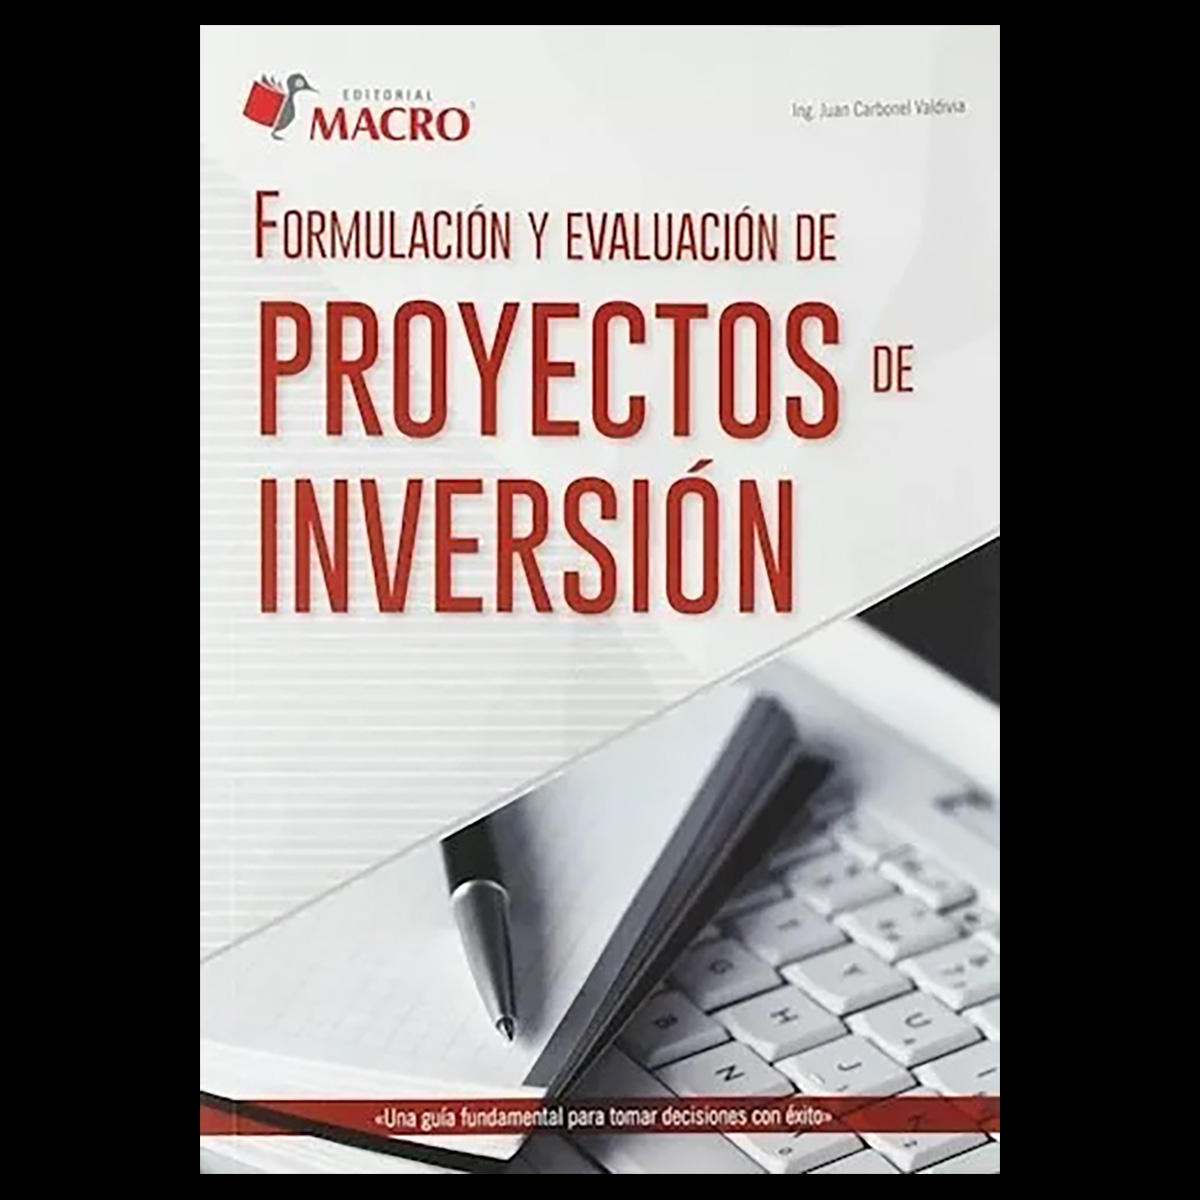 EDITORIAL
MACRO
Ing. Juan Carbonel Valdivia
FORMULACIÓN Y EVALUACIÓN DE
PROYECTOS DE
INVERSIÓN
T
G
Y
B
H
U
N
J
I
«Una guía fundamental para tomar decisiones con éxito»